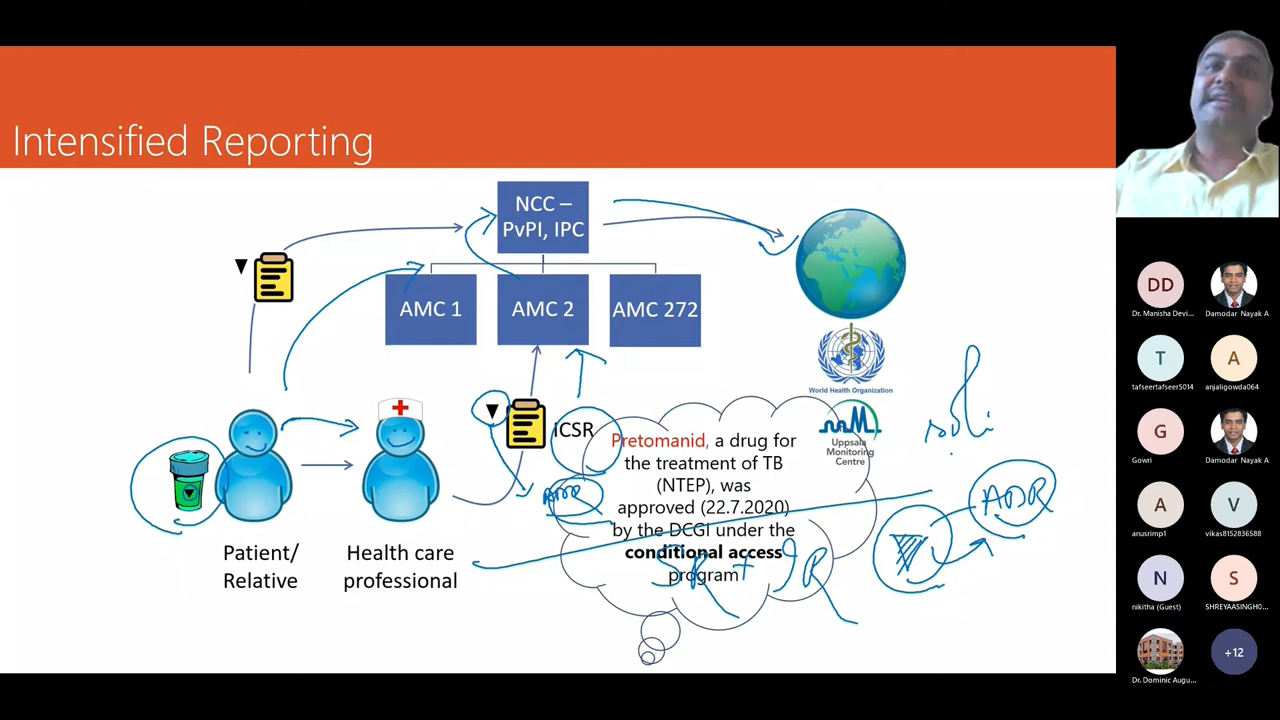 Intensified Reporting
NCC –
PvPI, IPC
AMC 1
AMC 2
AMC 272
World Health Organization
Uppsala
Monitoring
Centre
iCSR
Pretomanid, a drug for
the treatment of TB
(NTEP), was
approved (22.7.2020)
by the DCGI under the
conditional access
program
SR + IR
ADR
ADR
Patient/
Relative
Health care
professional
DD
Dr. Manisha Devi...
Damodar Nayak A
T
tafseertafseer5014
A
anjaligowda064
G
Gowri
Damodar Nayak A
A
anusrimp1
V
vikas8152836588
N
nikitha (Guest)
S
SHREYAASINGH0...
Dr. Dominic Augu...
+12